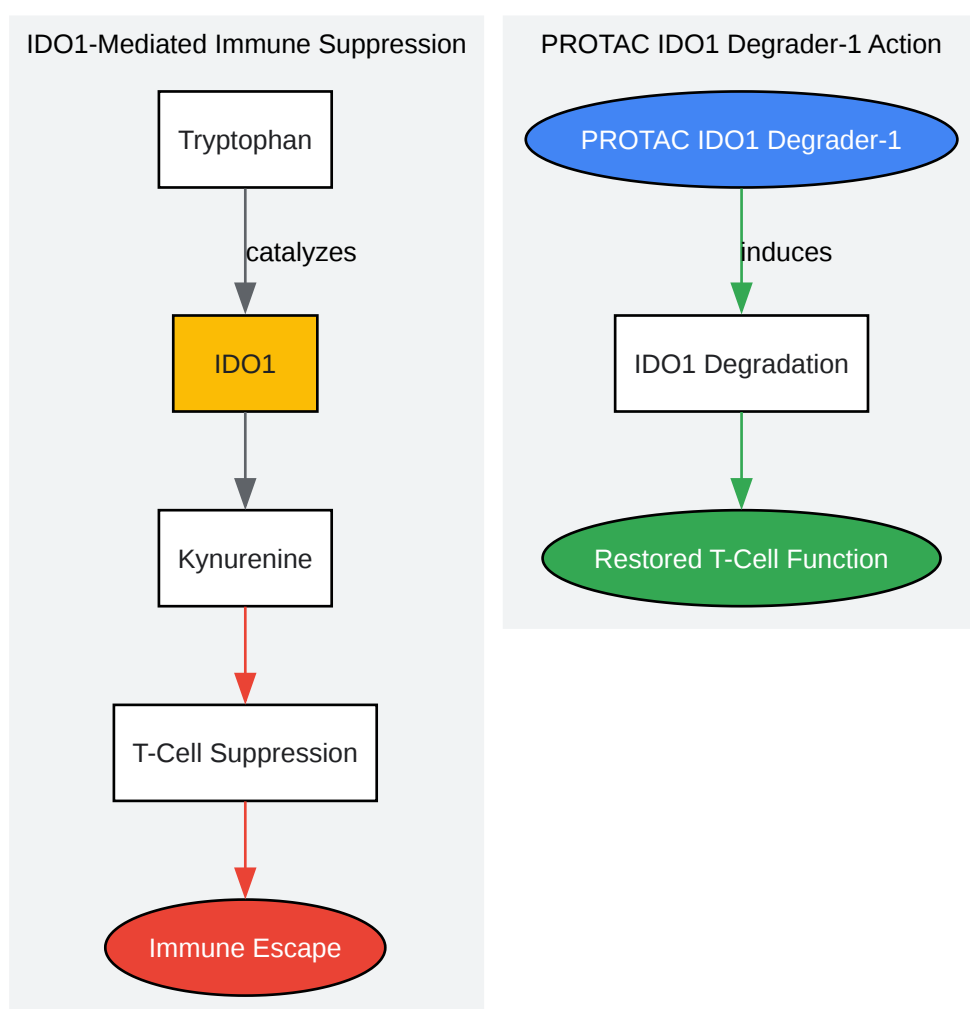 IDO1-Mediated Immune Suppression
Tryptophan
catalyzes
IDO1
Kynurenine
T-Cell Suppression
Immune Escape
PROTAC IDO1 Degrader-1 Action
PROTAC IDO1 Degrader-1
induces
IDO1 Degradation
Restored T-Cell Function